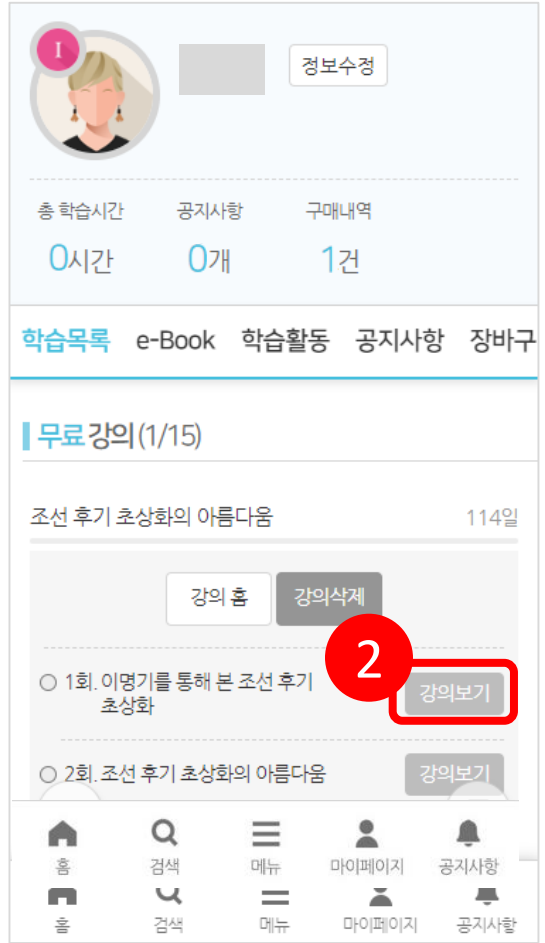 I
정보수정
총 학습시간 공지사항 구매내역
0시간 0개 1건
학습목록 e-Book 학습활동 공지사항 장바구
무료 강의 (1/15)
조선 후기 초상화의 아름다움 114일
강의 홈 강의삭제
2
1회. 이명기를 통해 본 조선 후기
초상화
강의보기
2회. 조선 후기 초상화의 아름다움 강의보기
홈 검색 메뉴 마이페이지 공지사항
홈 검색 메뉴 마이페이지 공지사항